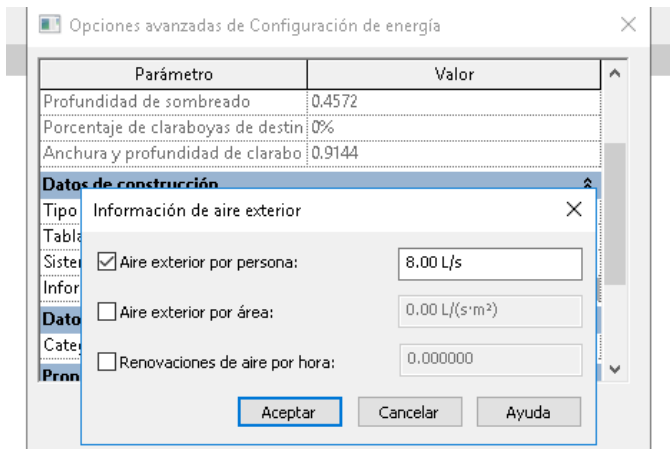 Opciones avanzadas de Configuración de energía
Parámetro Valor
Profundidad de sombreado 0.4572
Porcentaje de claraboyas de destin 0%
Anchura y profundidad de clarabo 0.9144
Datos de construcción
Tipo
Tabla
Sister
Infor
Dato
Cate
Prop
Información de aire exterior
Aire exterior por persona: 8.00 L/s
Aire exterior por área: 0.00 L/(s·m²)
Renovaciones de aire por hora: 0.000000
Aceptar Cancelar Ayuda